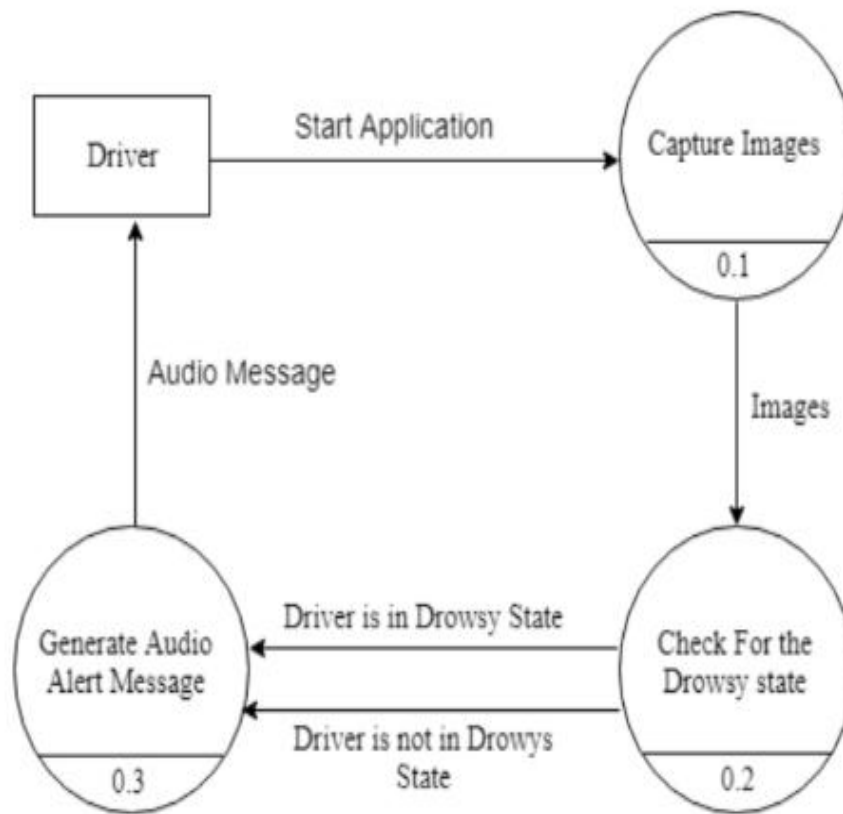 Driver
Start Application
Capture Images
0.1
Audio Message
Images
Generate Audio
Alert Message
0.3
Driver is in Drowsy State
Driver is not in Drowys
State
Check For the
Drowsy state
0.2